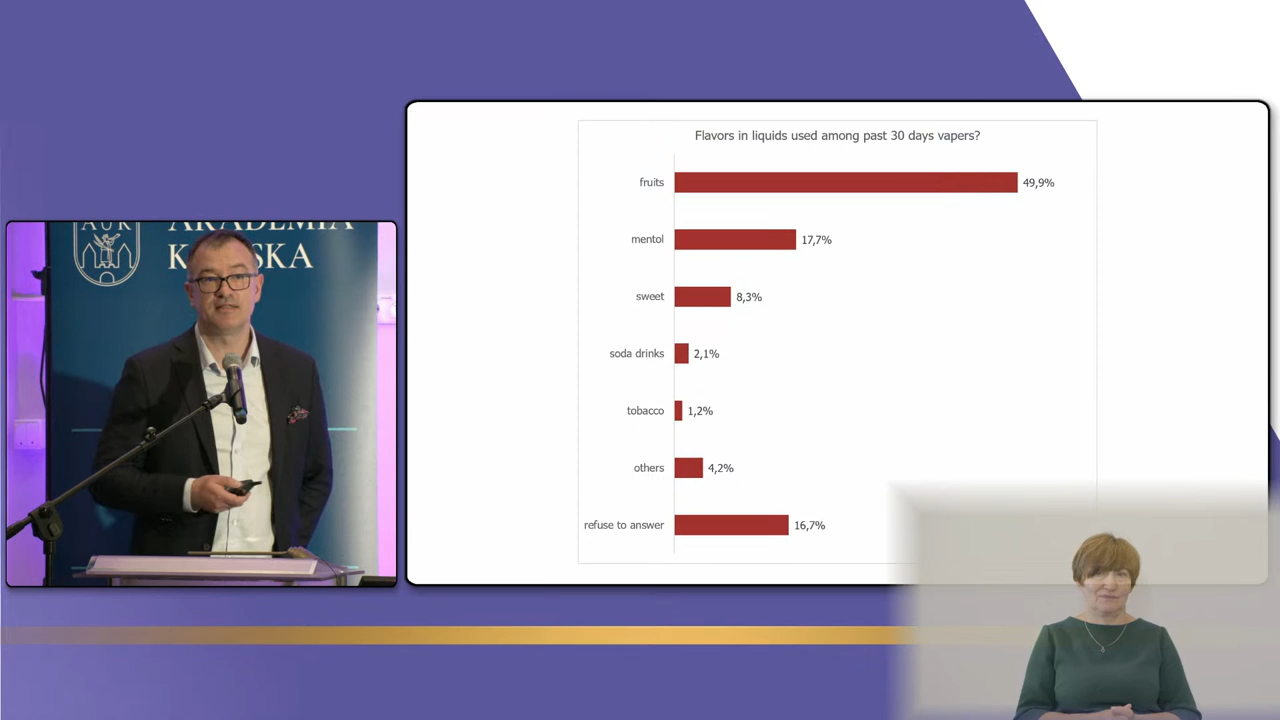 AUK
AKADEMIA
Flavors in liquids used among past 30 days vapers?
fruits 49,9%
mentol 17,7%
sweet 8,3%
soda drinks 2,1%
tobacco 1,2%
others 4,2%
refuse to answer 16,7%